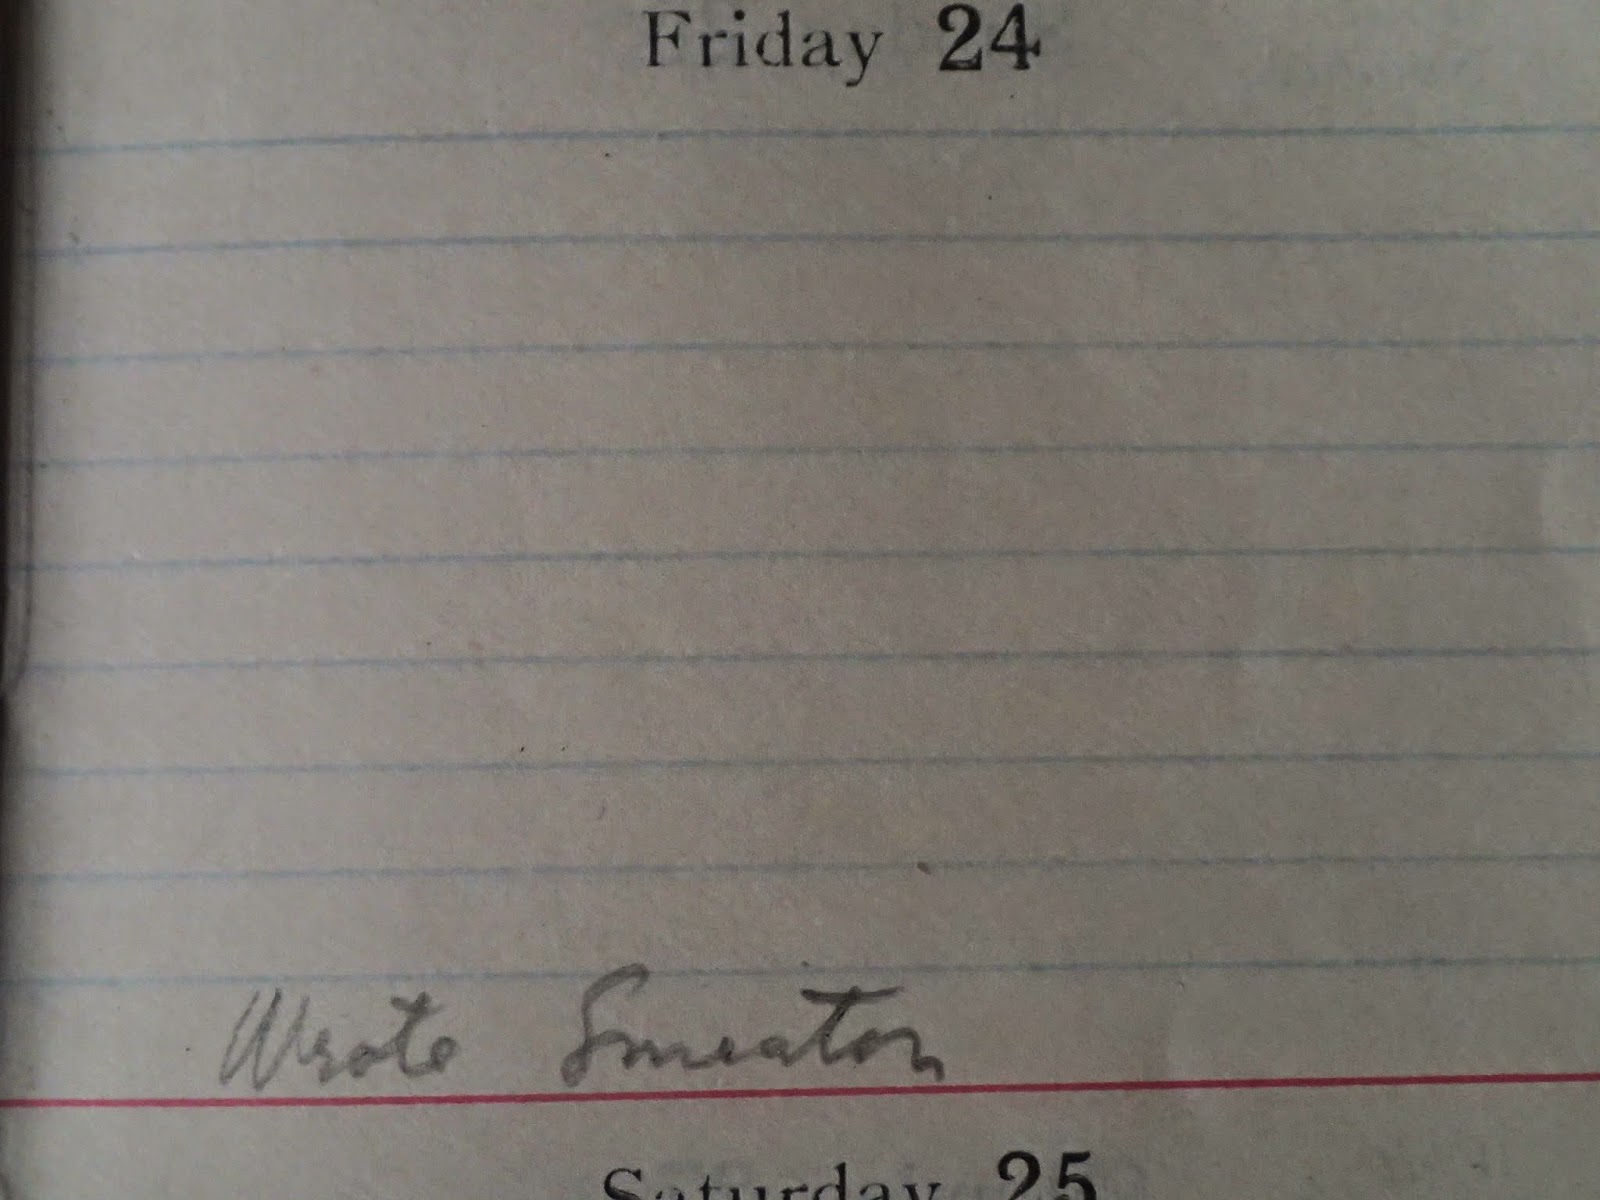 Friday 24
Wrote Smeaton
Saturday 25